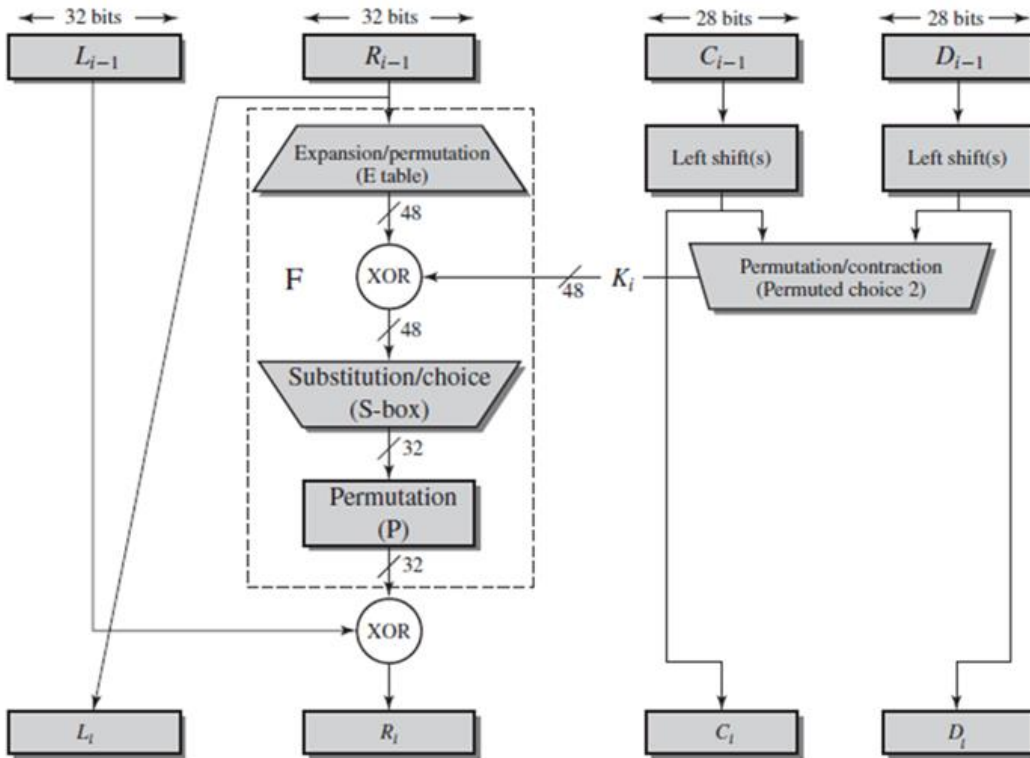 32 bits 32 bits 28 bits 28 bits
L_{i−1} R_{i−1} C_{i−1} D_{i−1}
Expansion/permutation
(E table)
Left shift(s) Left shift(s)
48
F XOR 48 K_i
Permutation/contraction
(Permuted choice 2)
48
Substitution/choice
(S-box)
32
Permutation
(P)
32
XOR
L_i R_i C_i D_i